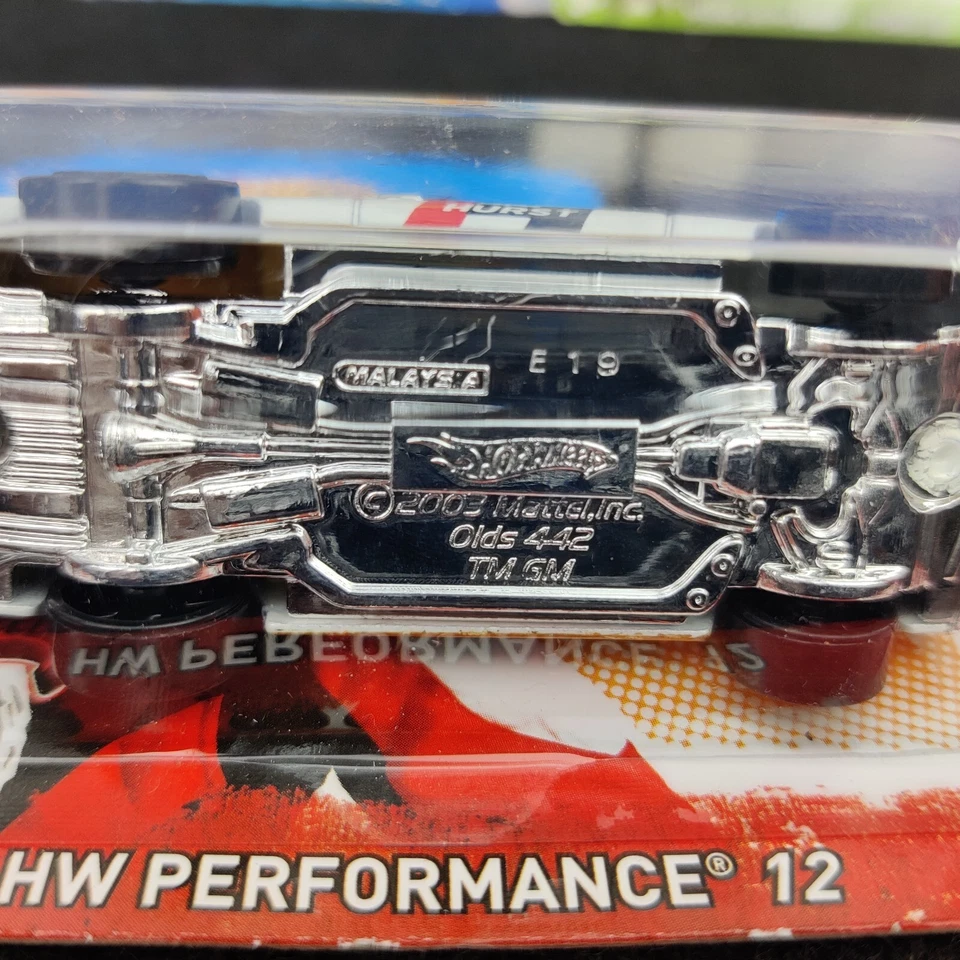 HURST
MALAYSIA
E19
Hot Wheels
© 2003 Mattel, Inc.
Olds 442
TM GM
HW PERFORMANCE 12
HW PERFORMANCE® 12